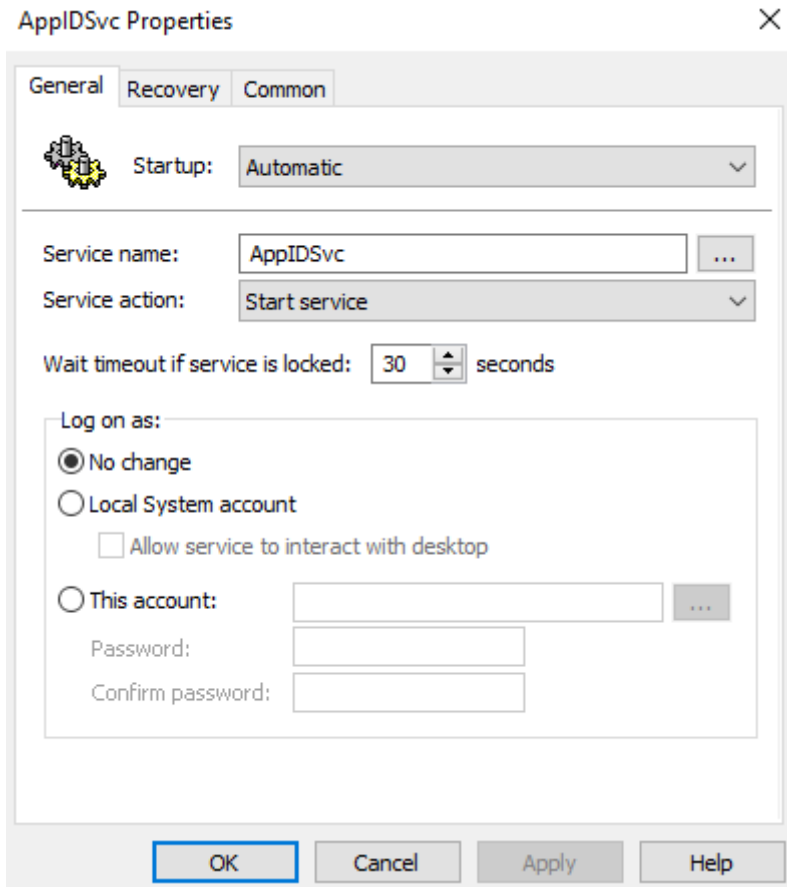 AppIDSvc Properties
General Recovery Common
Startup: Automatic
Service name: AppIDSvc ...
Service action: Start service
Wait timeout if service is locked: 30 seconds
Log on as:
No change
Local System account
Allow service to interact with desktop
This account: ...
Password:
Confirm password:
OK Cancel Apply Help